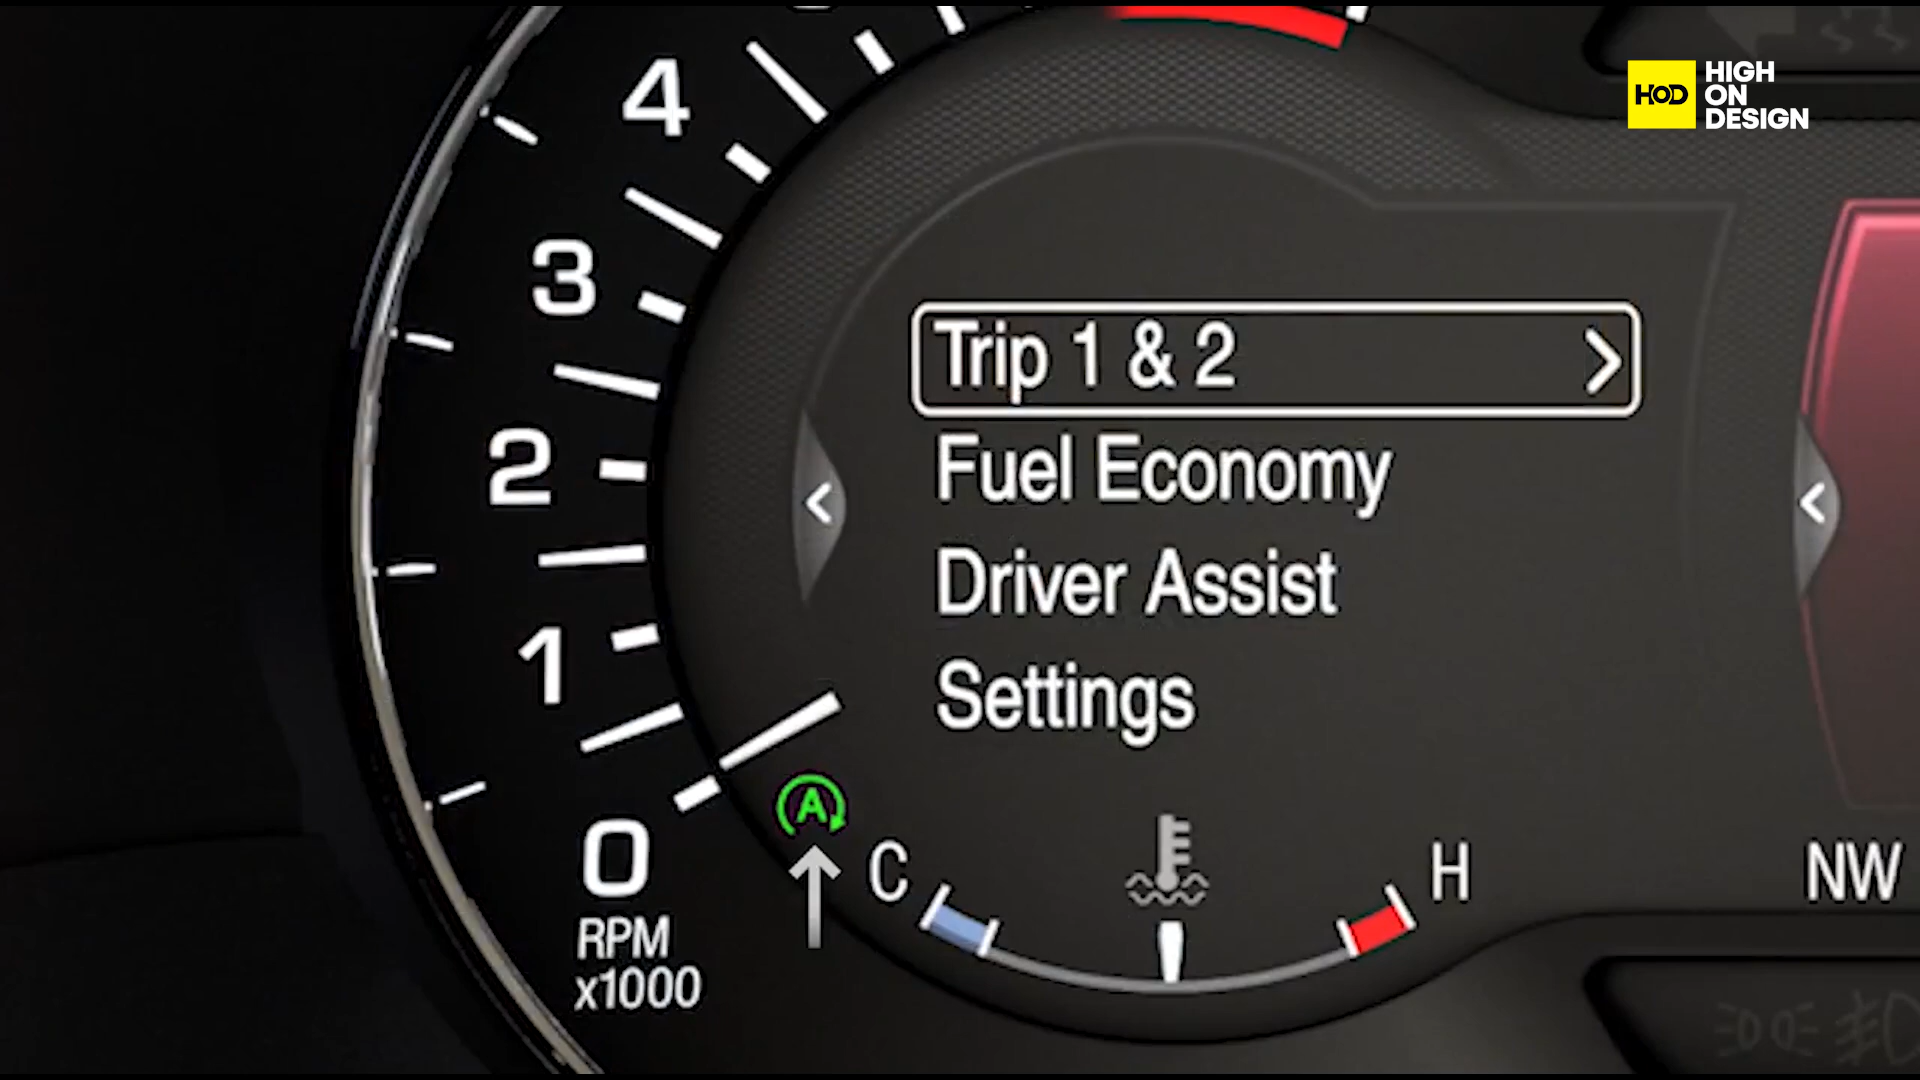 HOD
HIGH
ON
DESIGN
4
3
2
1
0
RPM
x1000
Trip 1 & 2
Fuel Economy
Driver Assist
Settings
A
C
H
NW